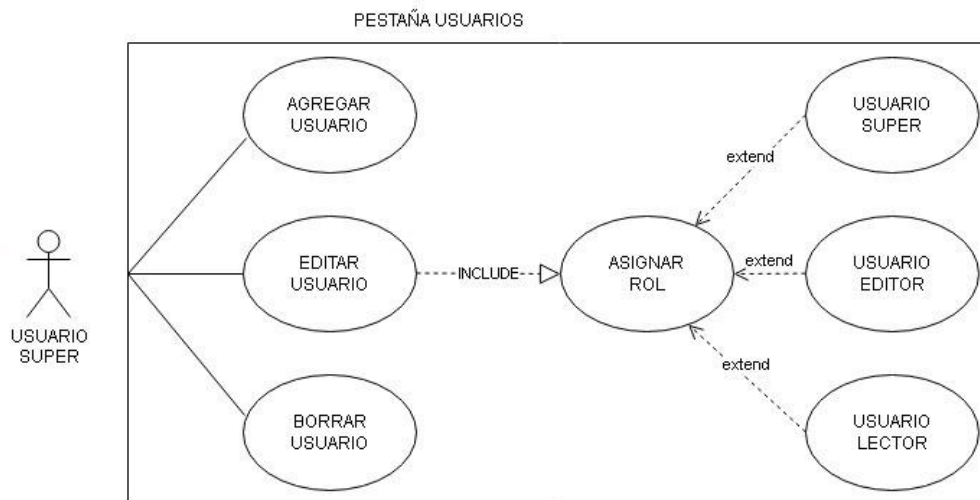 PESTAÑA USUARIOS
AGREGAR
USUARIO
USUARIO
SUPER
extend
EDITAR
USUARIO
INCLUDE
ASIGNAR
ROL
extend
USUARIO
EDITOR
USUARIO
SUPER
extend
BORRAR
USUARIO
USUARIO
LECTOR